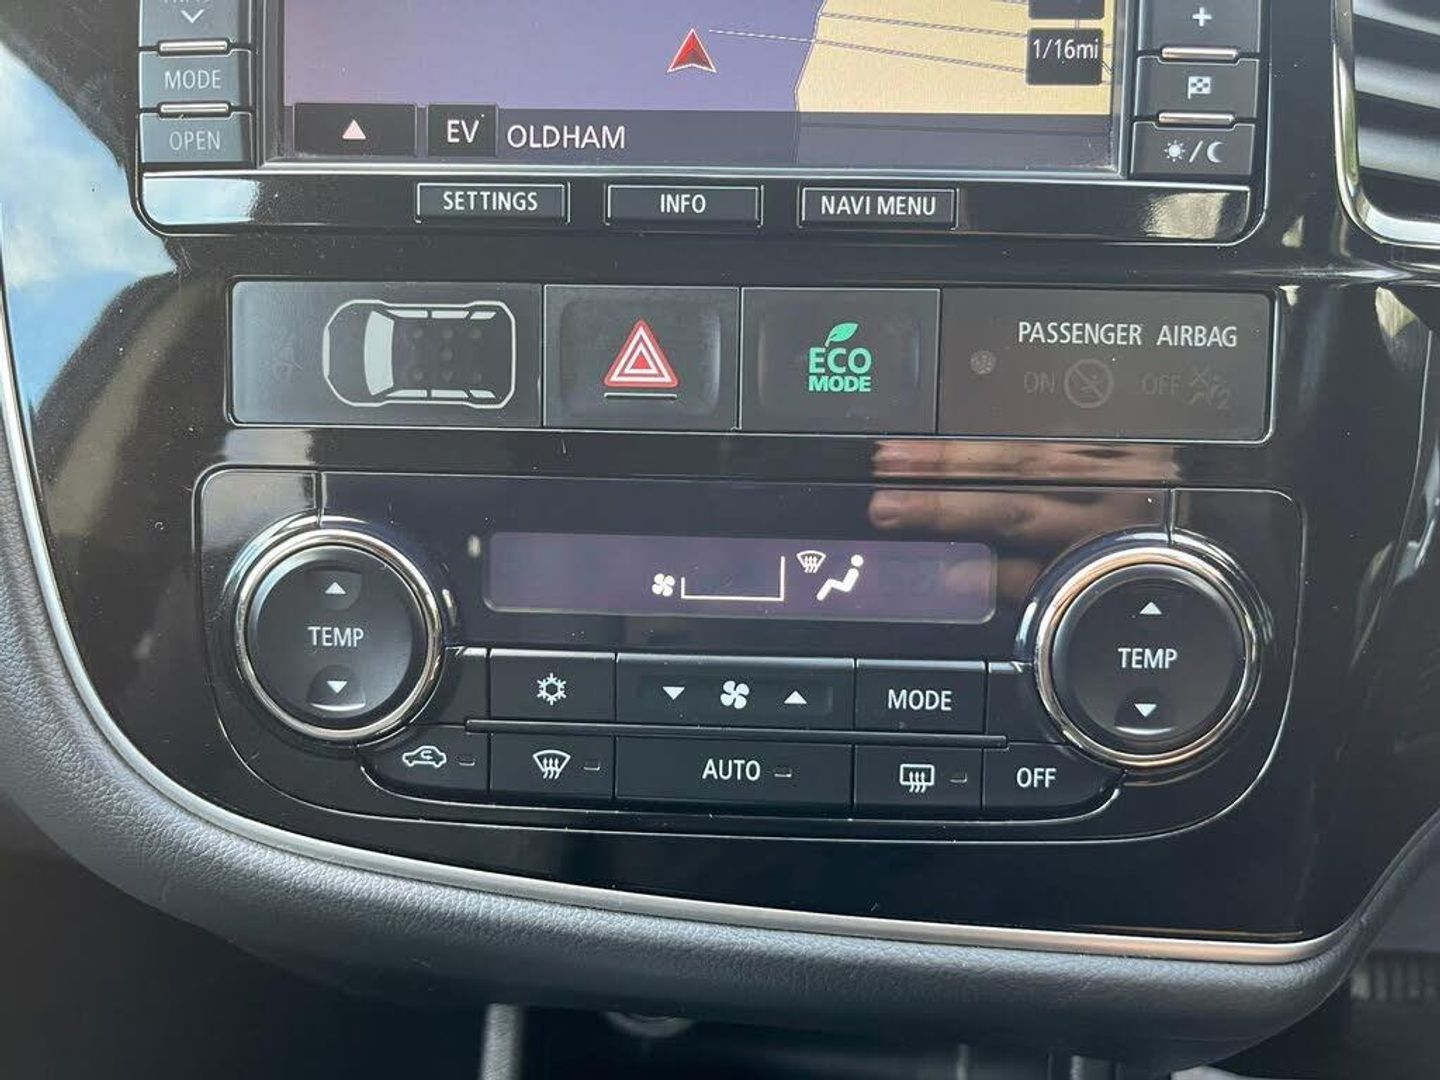 MODE
OPEN
+
1/16mi
EV OLDHAM
SETTINGS INFO NAVI MENU
PASSENGER AIRBAG
ON OFF 2
ECO
MODE
TEMP
TEMP
MODE
AUTO
OFF